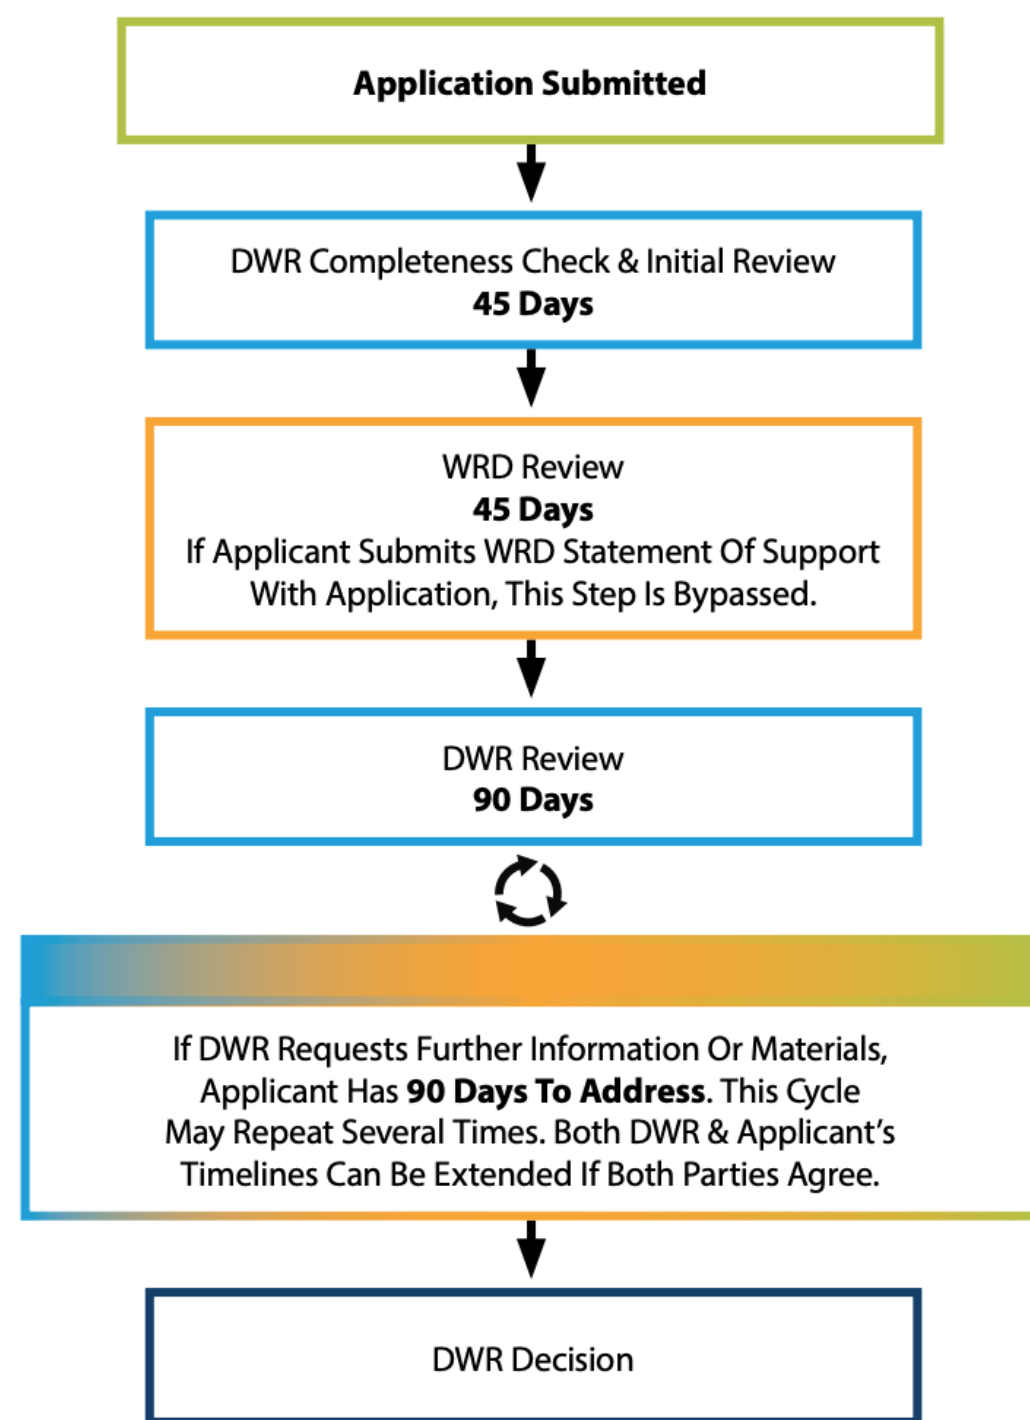 Application Submitted
DWR Completeness Check & Initial Review
45 Days
WRD Review
45 Days
If Applicant Submits WRD Statement Of Support
With Application, This Step Is Bypassed.
DWR Review
90 Days
If DWR Requests Further Information Or Materials,
Applicant Has 90 Days To Address. This Cycle
May Repeat Several Times. Both DWR & Applicant’s
Timelines Can Be Extended If Both Parties Agree.
DWR Decision